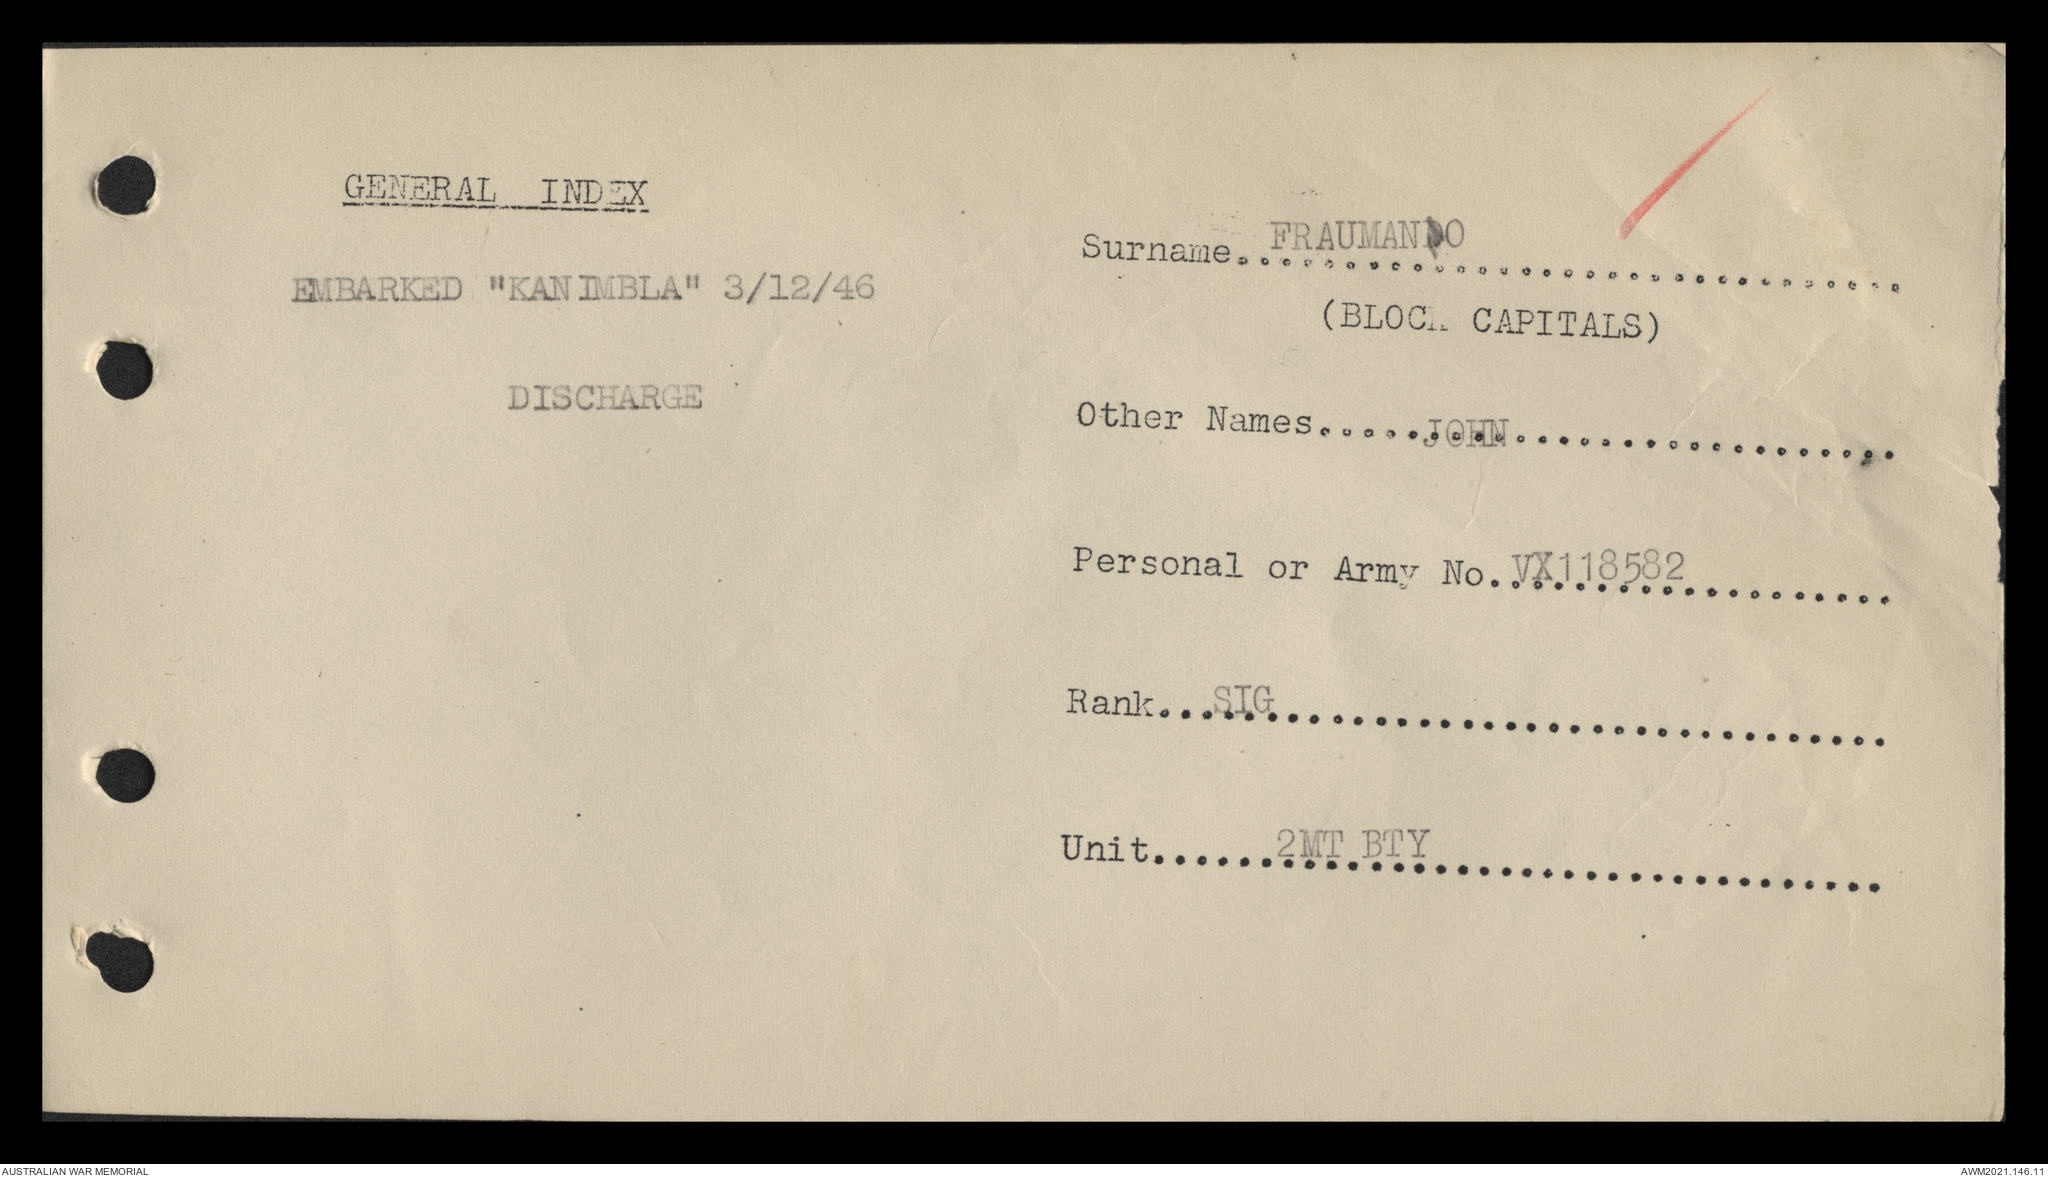 GENERAL INDEX
EMBARKED "KANIMBLA" 3/12/46
DISCHARGE
Surname.. FRAUMANDO ..............................
(BLOCK CAPITALS)
Other Names..... JOHN ...........................
Personal or Army No. VX118582 ..................
Rank... SIG ..................................
Unit...... 2MT BTY ..................................
AUSTRALIAN WAR MEMORIAL
AWM2021.146.11